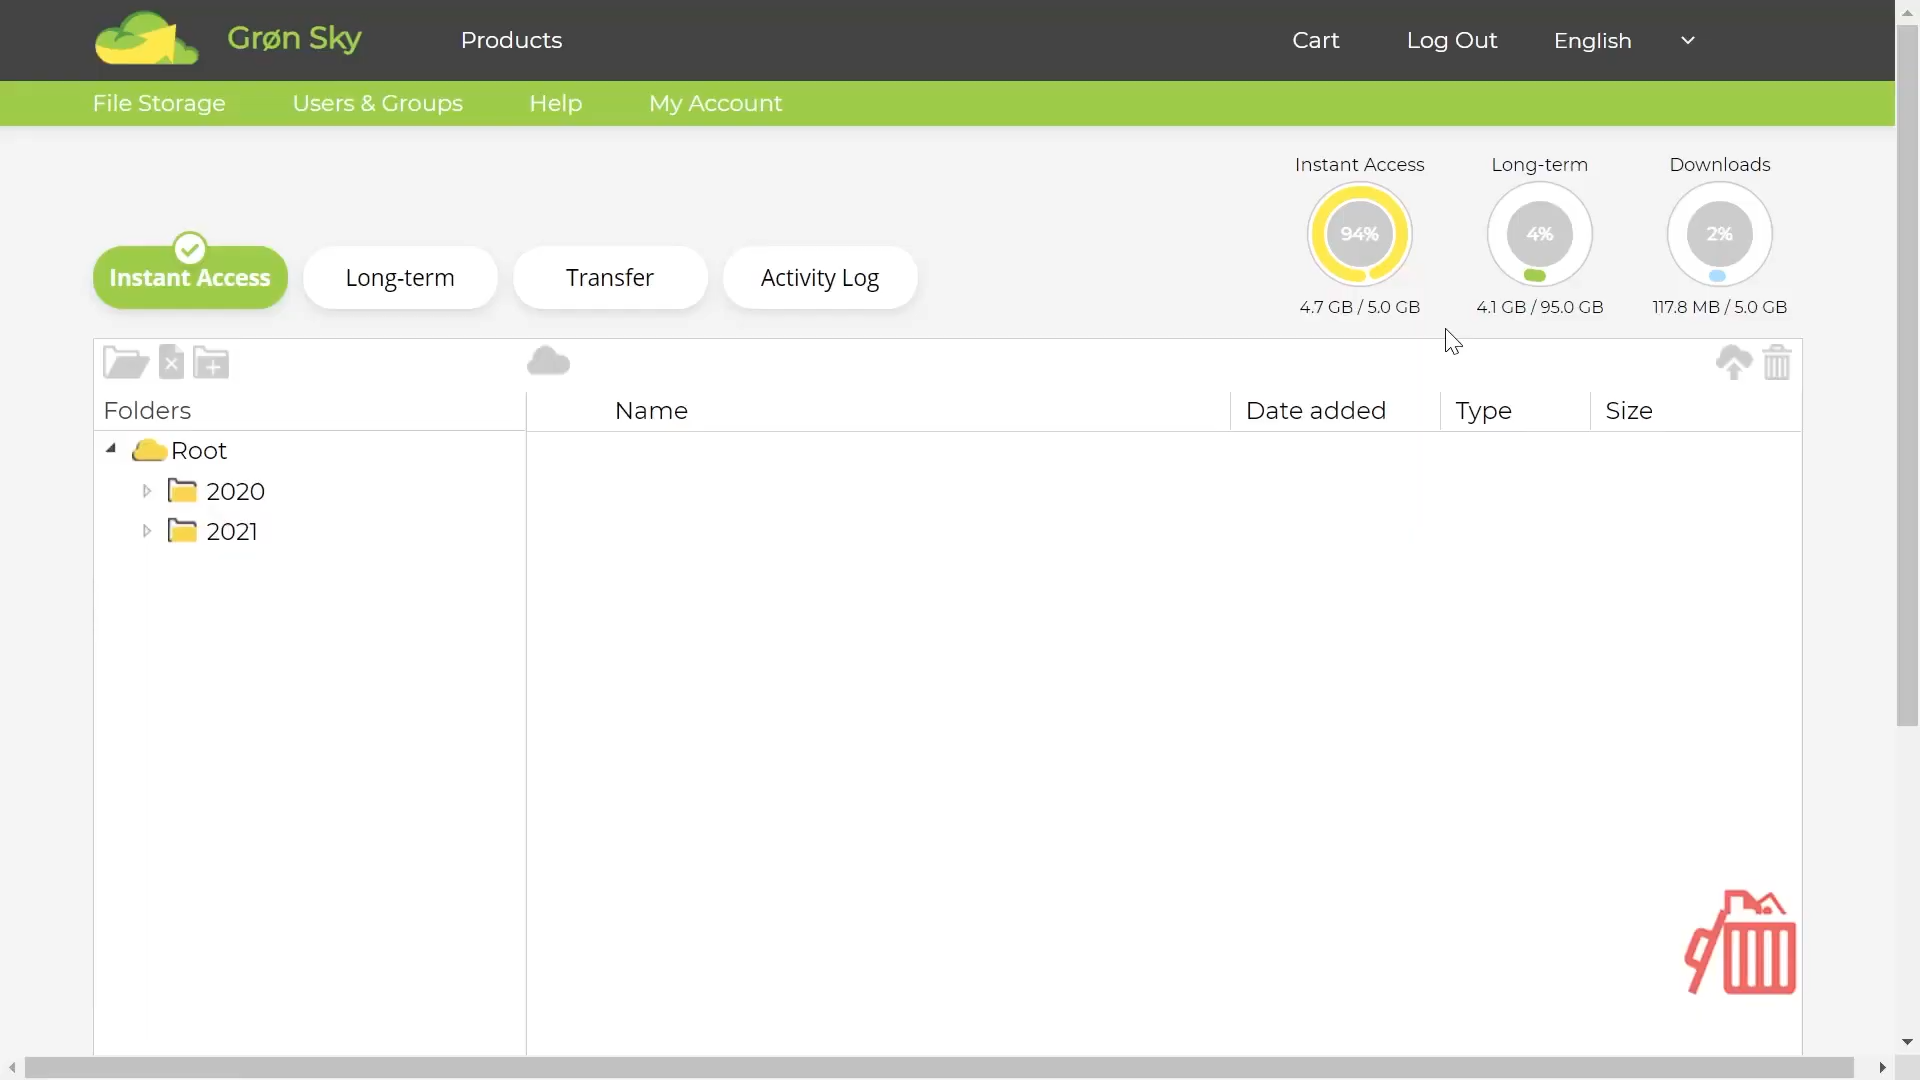 Grøn Sky
Products
Cart
Log Out
English
File Storage
Users & Groups
Help
My Account
Instant Access
Long-term
Downloads
94%
4%
2%
4.7 GB / 5.0 GB
4.1 GB / 95.0 GB
117.8 MB / 5.0 GB
Instant Access
Long-term
Transfer
Activity Log
Folders
Name
Date added
Type
Size
Root
2020
2021